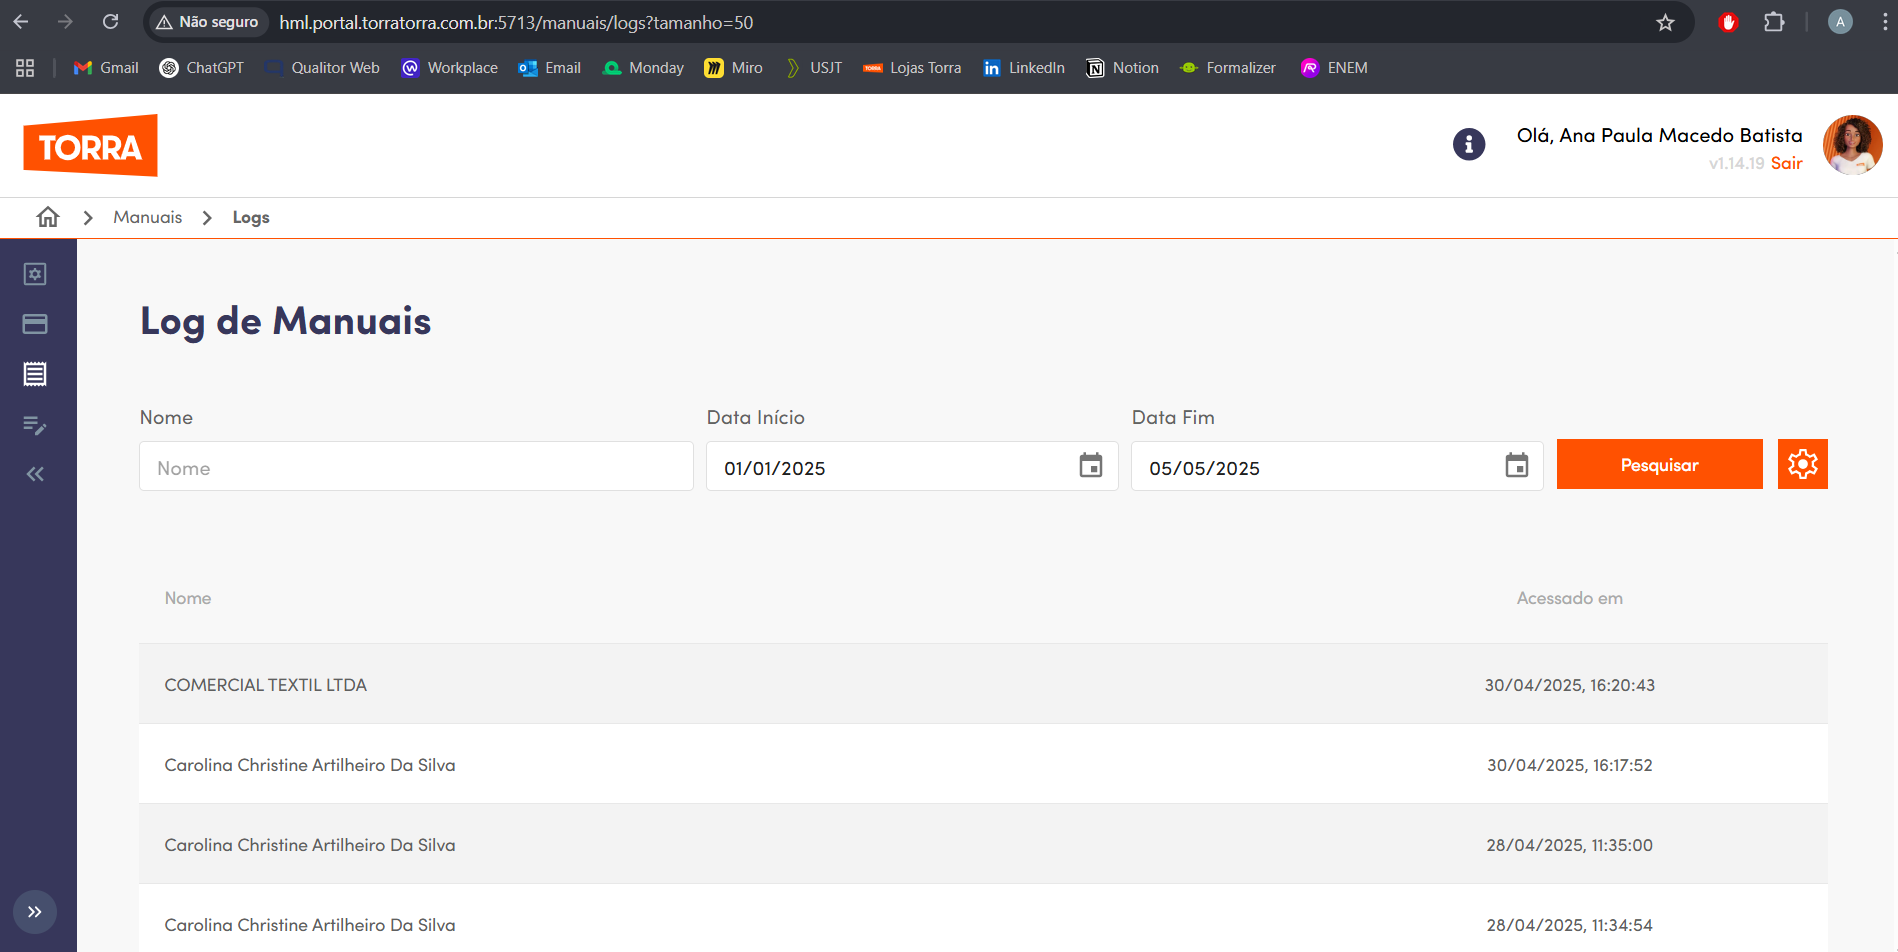 Não seguro hml.portal.torratorra.com.br:5713/manuais/logs?tamanho=50 A
Gmail ChatGPT Qualitor Web Workplace Email Monday Miro USJT Lojas Torra LinkedIn Notion Formalizer ENEM
TORRA
Olá, Ana Paula Macedo Batista
v1.14.19 Sair
Manuais Logs
Log de Manuais
Nome Data Início Data Fim
Nome 01/01/2025 05/05/2025 Pesquisar
Nome Acessado em
COMERCIAL TEXTIL LTDA 30/04/2025, 16:20:43
Carolina Christine Artilheiro Da Silva 30/04/2025, 16:17:52
Carolina Christine Artilheiro Da Silva 28/04/2025, 11:35:00
Carolina Christine Artilheiro Da Silva 28/04/2025, 11:34:54